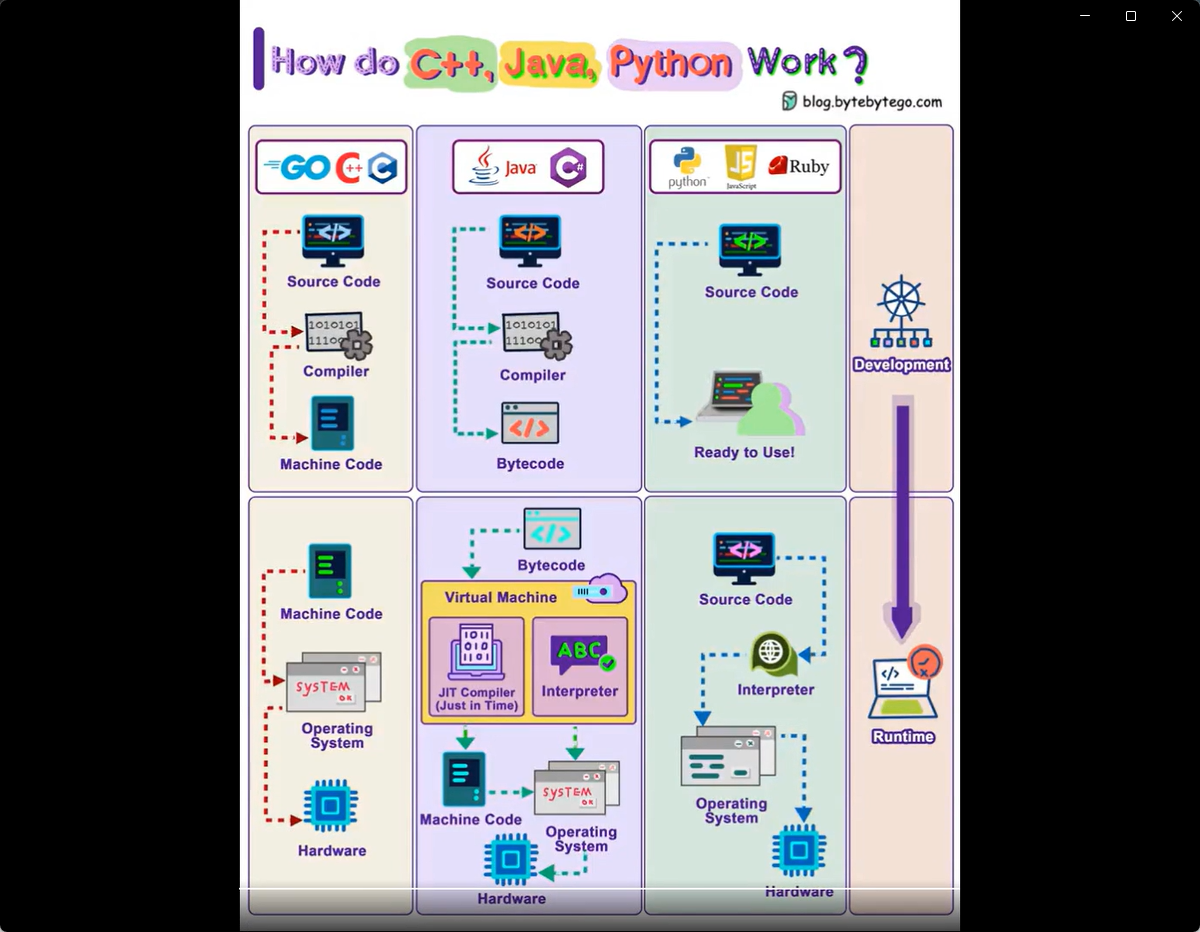 How do C++, Java, Python Work?
blog.bytebytego.com
GO C++ C
Java C#
python JS JavaScript Ruby
Source Code
1010101
11100
Compiler
Machine Code
Source Code
1010101
11100
Compiler
Bytecode
Source Code
Ready to Use!
Development
Machine Code
SYSTEM
OK
Operating
System
Hardware
Bytecode
Virtual Machine
1011
0101
JIT Compiler
(Just in Time)
ABC
Interpreter
Machine Code
SYSTEM
OK
Operating
System
Hardware
Source Code
Interpreter
Operating
System
Hardware
Runtime